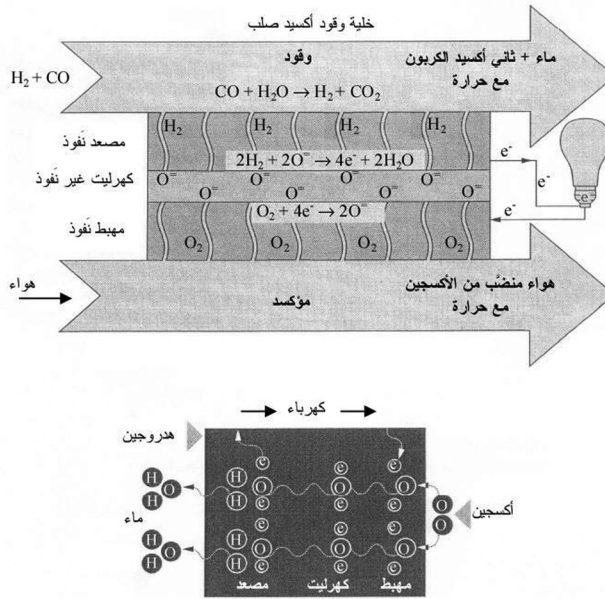 خلية وقود أكسيد صلب
H₂ + CO
وقود
CO + H₂O → H₂ + CO₂
ماء + ثاني أكسيد الكربون
مع حرارة
H₂ H₂ H₂ H₂
مصعد نَفوذ
2H₂ + 2O⁼ → 4e⁻ + 2H₂O
e⁻
e⁻
e⁻
e⁻
كهرليت غير نَفوذ
O⁼ O⁼ O⁼ O⁼ O⁼ O⁼ O⁼ O⁼
O₂ + 4e⁻ → 2O⁼
مهبط نَفوذ
O₂ O₂ O₂ O₂
هواء
مؤكسد
هواء منضَّب من الأكسجين
مع حرارة
كهرباء
هدروجين
e e e
H H O H O O O O
H H
أكسجين
e e e
ماء
e e e
H H O H O O O
H H
e e e
مصعد كهرليت مهبط